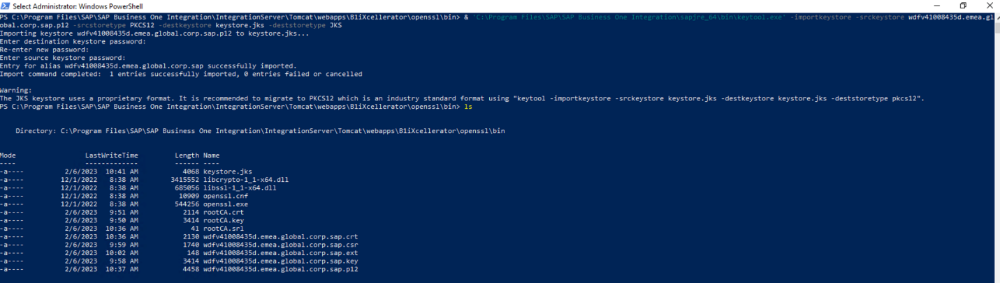 Select Administrator: Windows PowerShell
PS C:\Program Files\SAP\SAP Business One Integration\IntegrationServer\Tomcat\webapps\B1iXcellerator\openssl\bin> & 'C:\Program Files\SAP\SAP Business One Integration\sapjre_64\bin\keytool.exe' -importkeystore -srckeystore wdfv41008435d.emea.gl
obal.corp.sap.p12 -srcstoretype PKCS12 -destkeystore keystore.jks -deststoretype JKS
Importing keystore wdfv41008435d.emea.global.corp.sap.p12 to keystore.jks...
Enter destination keystore password:
Re-enter new password:
Enter source keystore password:
Entry for alias wdfv41008435d.emea.global.corp.sap successfully imported.
Import command completed:  1 entries successfully imported, 0 entries failed or cancelled
Warning:
The JKS keystore uses a proprietary format. It is recommended to migrate to PKCS12 which is an industry standard format using "keytool -importkeystore -srckeystore keystore.jks -destkeystore keystore.jks -deststoretype pkcs12".
PS C:\Program Files\SAP\SAP Business One Integration\IntegrationServer\Tomcat\webapps\B1iXcellerator\openssl\bin> ls
Directory: C:\Program Files\SAP\SAP Business One Integration\IntegrationServer\Tomcat\webapps\B1iXcellerator\openssl\bin
Mode LastWriteTime Length Name
---- ------------- ------ ----
-a---- 2/6/2023 10:41 AM 4068 keystore.jks
-a---- 12/1/2022 8:38 AM 3415552 libcrypto-1_1-x64.dll
-a---- 12/1/2022 8:38 AM 685056 libssl-1_1-x64.dll
-a---- 12/1/2022 8:38 AM 10909 openssl.cnf
-a---- 12/1/2022 8:38 AM 544256 openssl.exe
-a---- 2/6/2023 9:51 AM 2114 rootCA.crt
-a---- 2/6/2023 9:50 AM 3414 rootCA.key
-a---- 2/6/2023 10:36 AM 41 rootCA.srl
-a---- 2/6/2023 10:36 AM 2130 wdfv41008435d.emea.global.corp.sap.crt
-a---- 2/6/2023 9:59 AM 1740 wdfv41008435d.emea.global.corp.sap.csr
-a---- 2/6/2023 10:02 AM 148 wdfv41008435d.emea.global.corp.sap.ext
-a---- 2/6/2023 9:58 AM 3414 wdfv41008435d.emea.global.corp.sap.key
-a---- 2/6/2023 10:37 AM 4458 wdfv41008435d.emea.global.corp.sap.p12